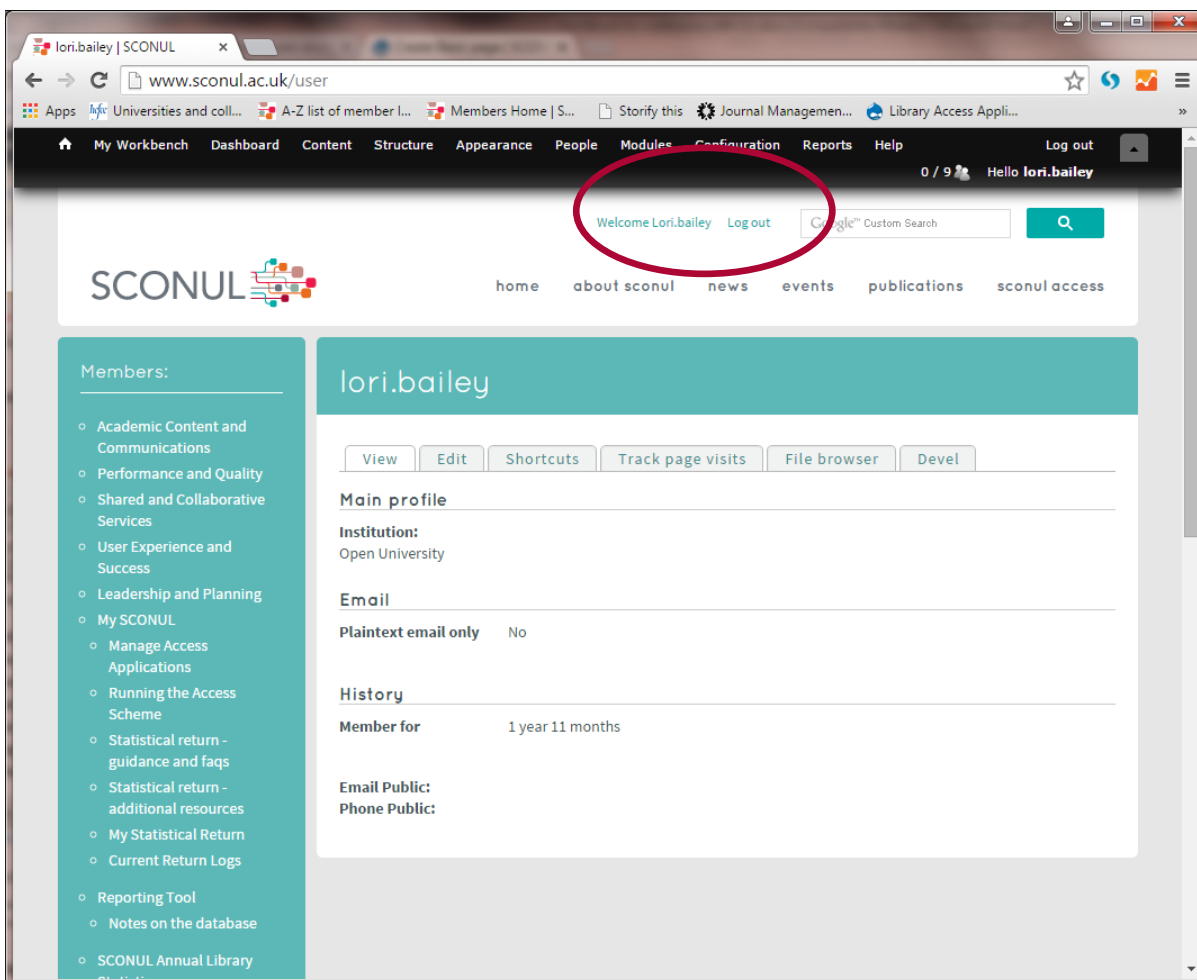 lori.bailey | SCONUL
www.sconul.ac.uk/user
Apps Universities and coll... A-Z list of member l... Members Home | S... Storify this Journal Managemen... Library Access Appli... »
My Workbench Dashboard Content Structure Appearance People Modules Configuration Reports Help Log out
0 / 9 Hello lori.bailey
Welcome Lori.bailey Log out Google™ Custom Search
SCONUL
home about sconul news events publications sconul access
Members:
Academic Content and
Communications
Performance and Quality
Shared and Collaborative
Services
User Experience and
Success
Leadership and Planning
My SCONUL
Manage Access
Applications
Running the Access
Scheme
Statistical return -
guidance and faqs
Statistical return -
additional resources
My Statistical Return
Current Return Logs
Reporting Tool
Notes on the database
SCONUL Annual Library
lori.bailey
View Edit Shortcuts Track page visits File browser Devel
Main profile
Institution:
Open University
Email
Plaintext email only No
History
Member for 1 year 11 months
Email Public:
Phone Public: